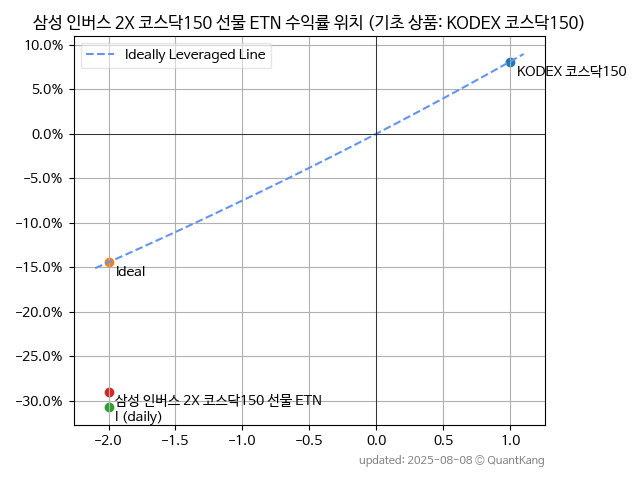 삼성 인버스 2X 코스닥150 선물 ETN 수익률 위치 (기초 상품: KODEX 코스닥150)
10.0%
Ideally Leveraged Line
KODEX 코스닥150
5.0%
0.0%
-5.0%
-10.0%
-15.0%
Ideal
-20.0%
-25.0%
-30.0%
삼성 인버스 2X 코스닥150 선물 ETN
I (daily)
-2.0 -1.5 -1.0 -0.5 0.0 0.5 1.0
updated: 2025-08-08 © QuantKang